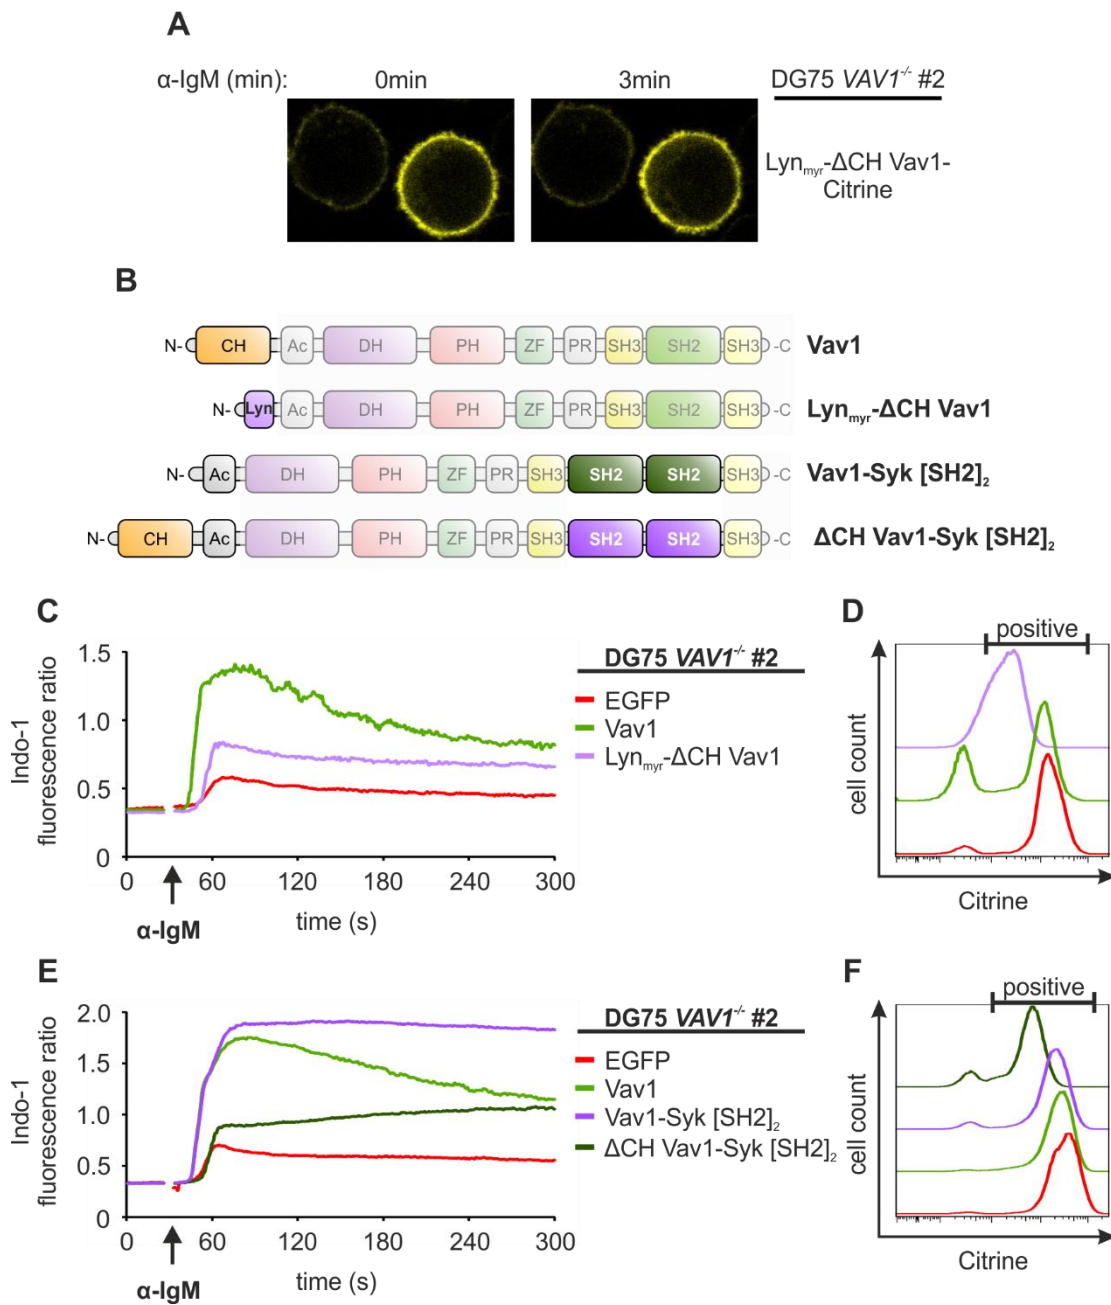 A
α-IgM (min): 0min 3min DG75 VAV1-/- #2
Lynmyr-ΔCH Vav1-
Citrine
B
N- CH Ac DH PH ZF PR SH3 SH2 SH3 -C Vav1
N- Lyn Ac DH PH ZF PR SH3 SH2 SH3 -C Lynmyr-ΔCH Vav1
N- Ac DH PH ZF PR SH3 SH2 SH2 SH3 -C Vav1-Syk [SH2]2
N- CH Ac DH PH ZF PR SH3 SH2 SH2 SH3 -C ΔCH Vav1-Syk [SH2]2
C
Indo-1
fluorescence ratio
1.5
1.0
0.5
0
0 60 120 180 240 300
time (s)
α-IgM
DG75 VAV1-/- #2
EGFP
Vav1
Lynmyr-ΔCH Vav1
D
positive
cell count
Citrine
E
Indo-1
fluorescence ratio
2.0
1.5
1.0
0.5
0
0 60 120 180 240 300
time (s)
α-IgM
DG75 VAV1-/- #2
EGFP
Vav1
Vav1-Syk [SH2]2
ΔCH Vav1-Syk [SH2]2
F
positive
cell count
Citrine